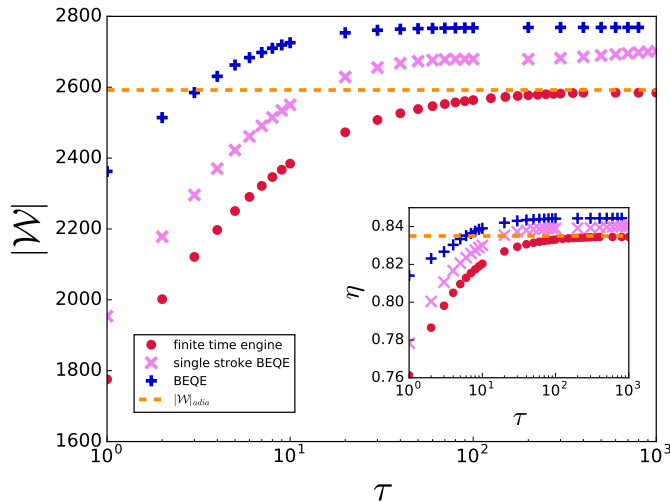 2800
2600
2400
2200
2000
1800
1600
|𝒲|
10⁰
10¹
10²
10³
τ
finite time engine
single stroke BEQE
BEQE
|𝒲|ₐdᵢₐ
0.84
0.82
0.80
0.78
0.76
η
10⁰
10¹
10²
10³
τ